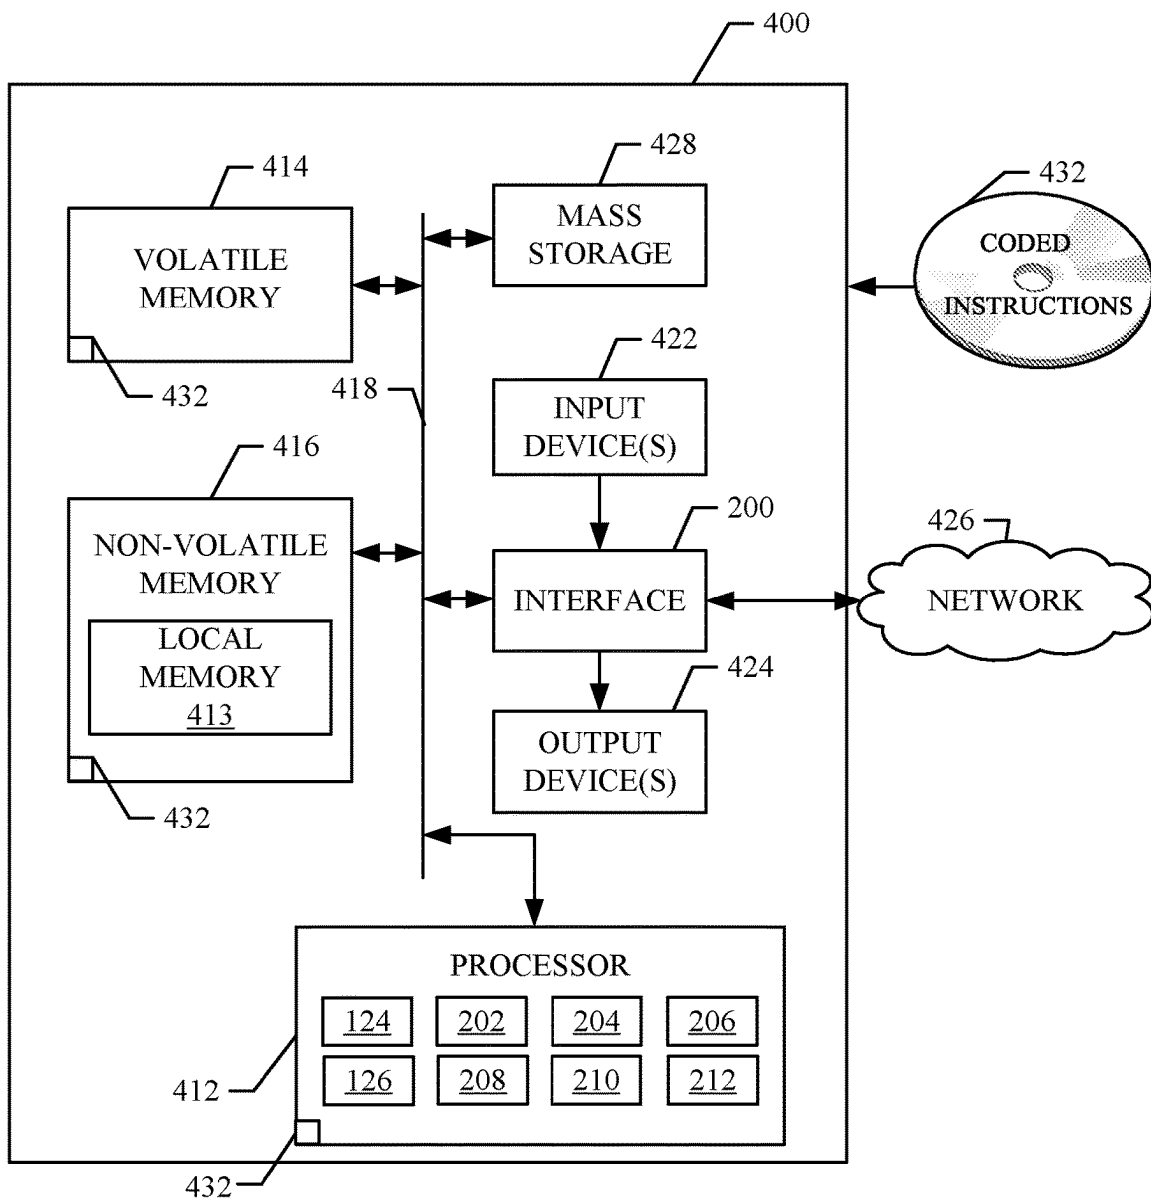 400
414
428
432
VOLATILE
MEMORY
MASS
STORAGE
CODED
INSTRUCTIONS
432
418
422
INPUT
DEVICE(S)
416
200
426
NON-VOLATILE
MEMORY
INTERFACE
NETWORK
LOCAL
MEMORY
413
424
OUTPUT
DEVICE(S)
432
PROCESSOR
124 202 204 206
126 208 210 212
412
432